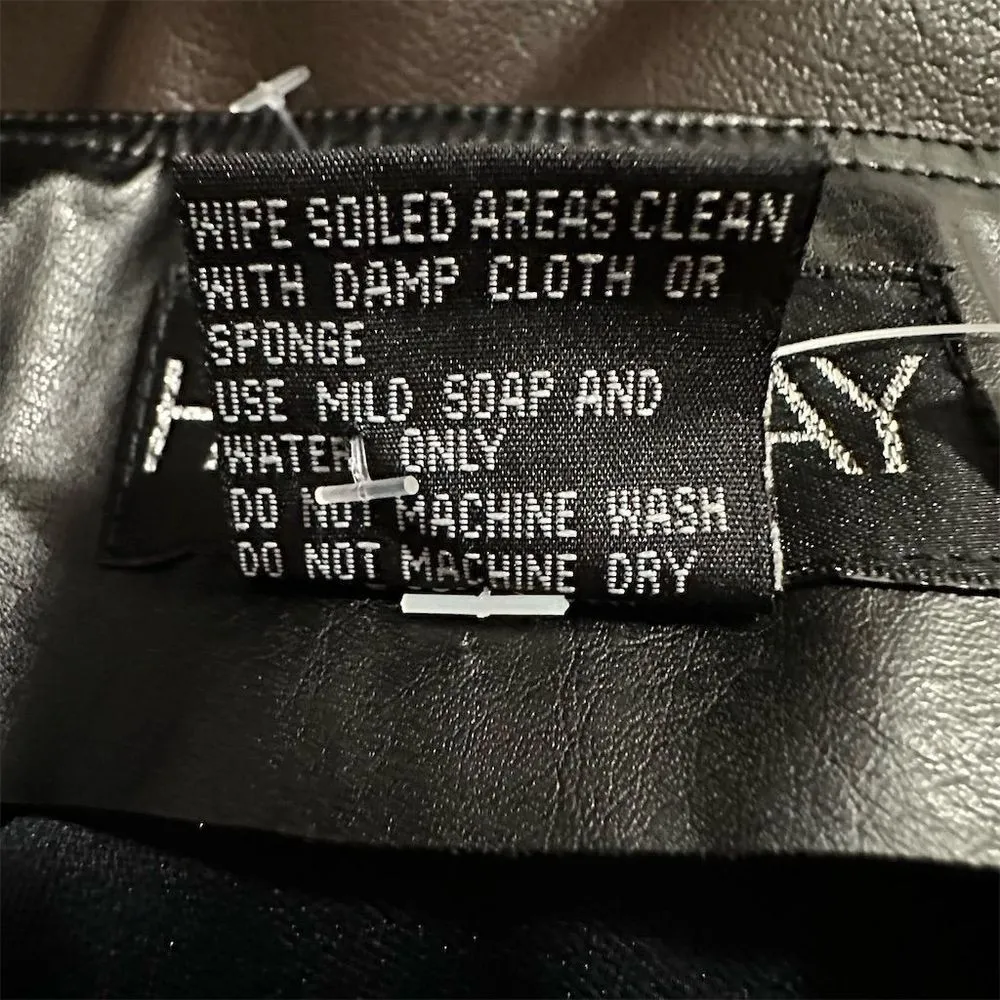 WIPE SOILED AREAS CLEAN
WITH DAMP CLOTH OR
SPONGE
USE MILD SOAP AND
WATER ONLY
DO NOT MACHINE WASH
DO NOT MACHINE DRY